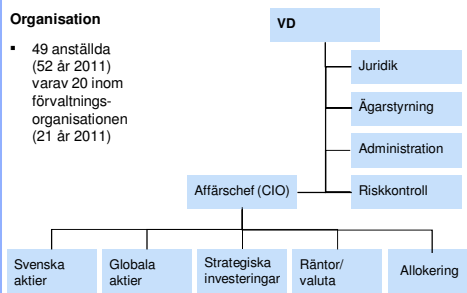 Organisation
▪ 49 anställda
(52 år 2011)
varav 20 inom
förvaltnings-
organisationen
(21 år 2011)
VD
Juridik
Ägarstyrning
Administration
Affärschef (CIO)
Riskkontroll
Svenska
aktier
Globala
aktier
Strategiska
investeringar
Räntor/
valuta
Allokering